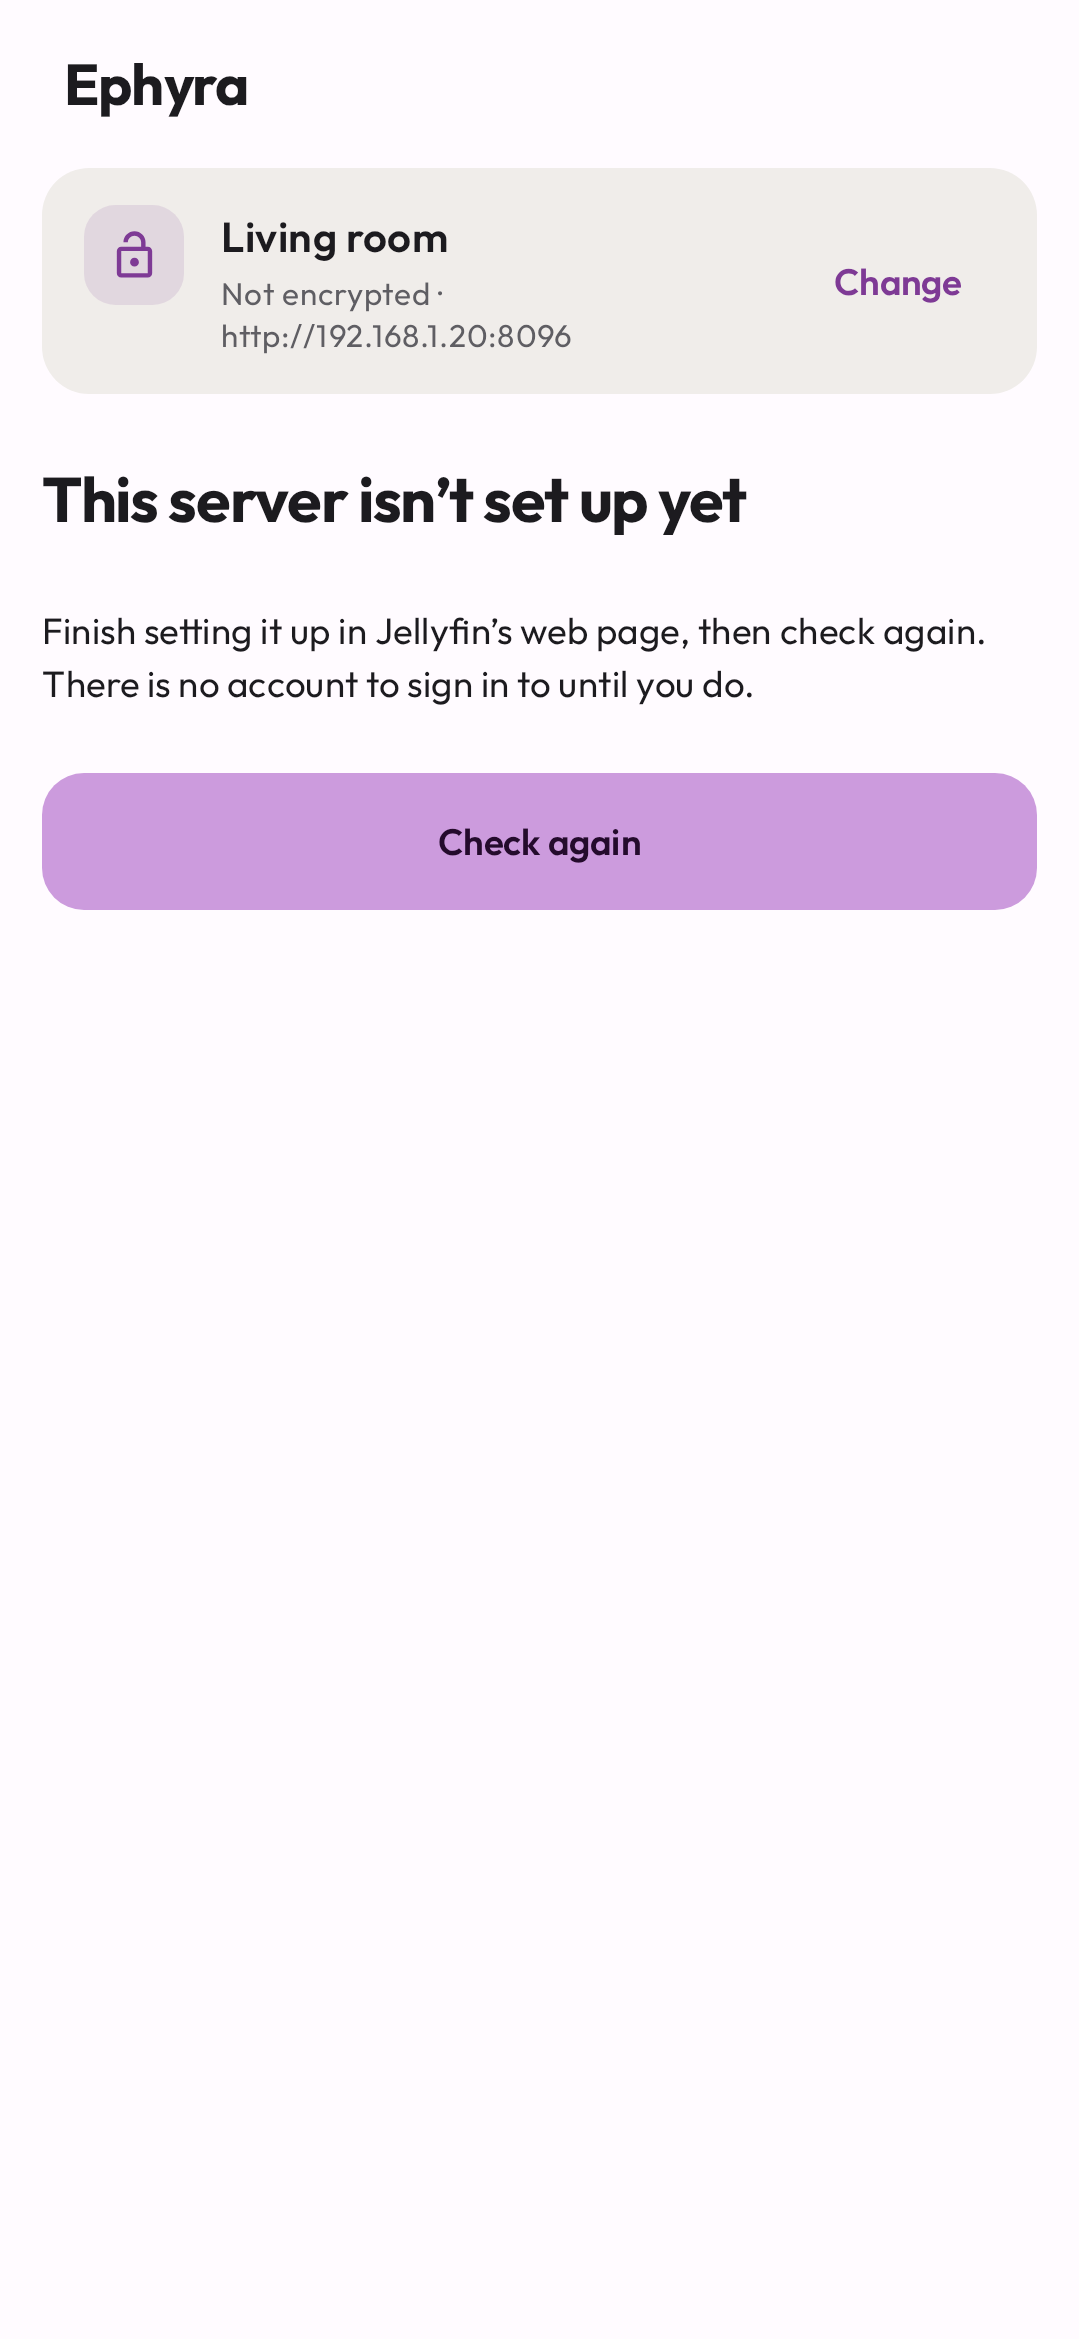 Ephyra
Living room
Not encrypted ·
http://192.168.1.20:8096
Change
This server isn’t set up yet
Finish setting it up in Jellyfin’s web page, then check again.
There is no account to sign in to until you do.
Check again